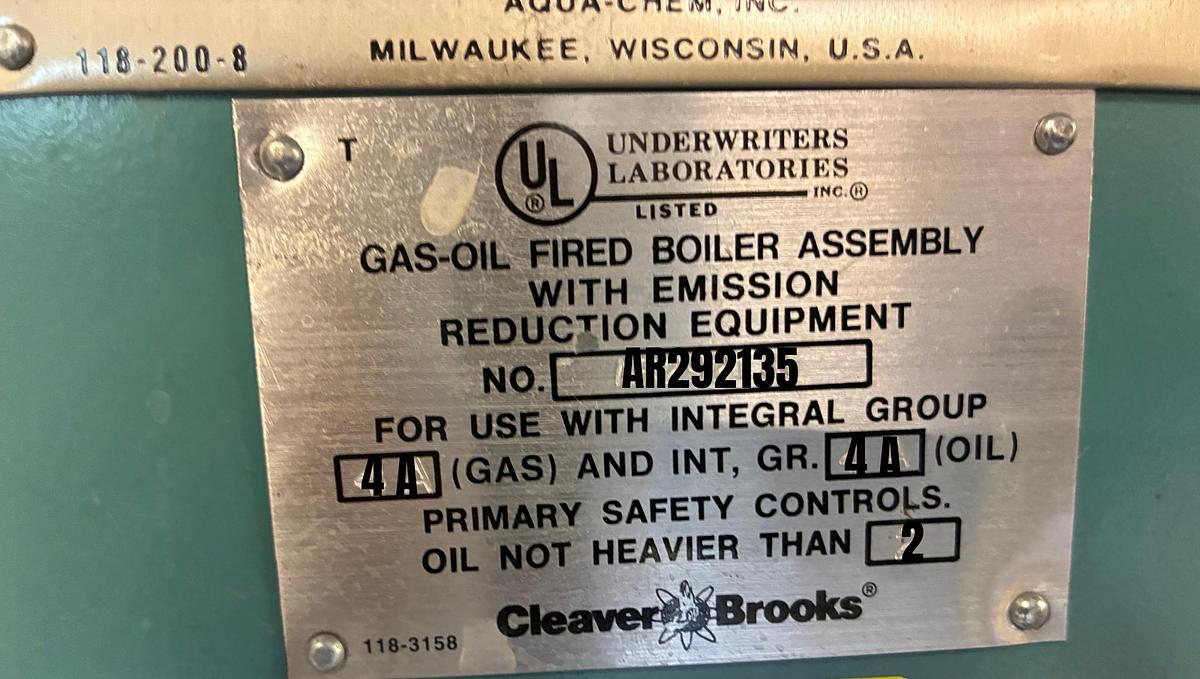 AQUA-CHEM, INC.
118-200-8 MILWAUKEE, WISCONSIN, U.S.A.
T
UL ®
UNDERWRITERS
LABORATORIES
INC.®
LISTED
GAS-OIL FIRED BOILER ASSEMBLY
WITH EMISSION
REDUCTION EQUIPMENT
NO. AR292135
FOR USE WITH INTEGRAL GROUP
4A (GAS) AND INT, GR. 4A (OIL)
PRIMARY SAFETY CONTROLS.
OIL NOT HEAVIER THAN 2
Cleaver Brooks®
118-3158